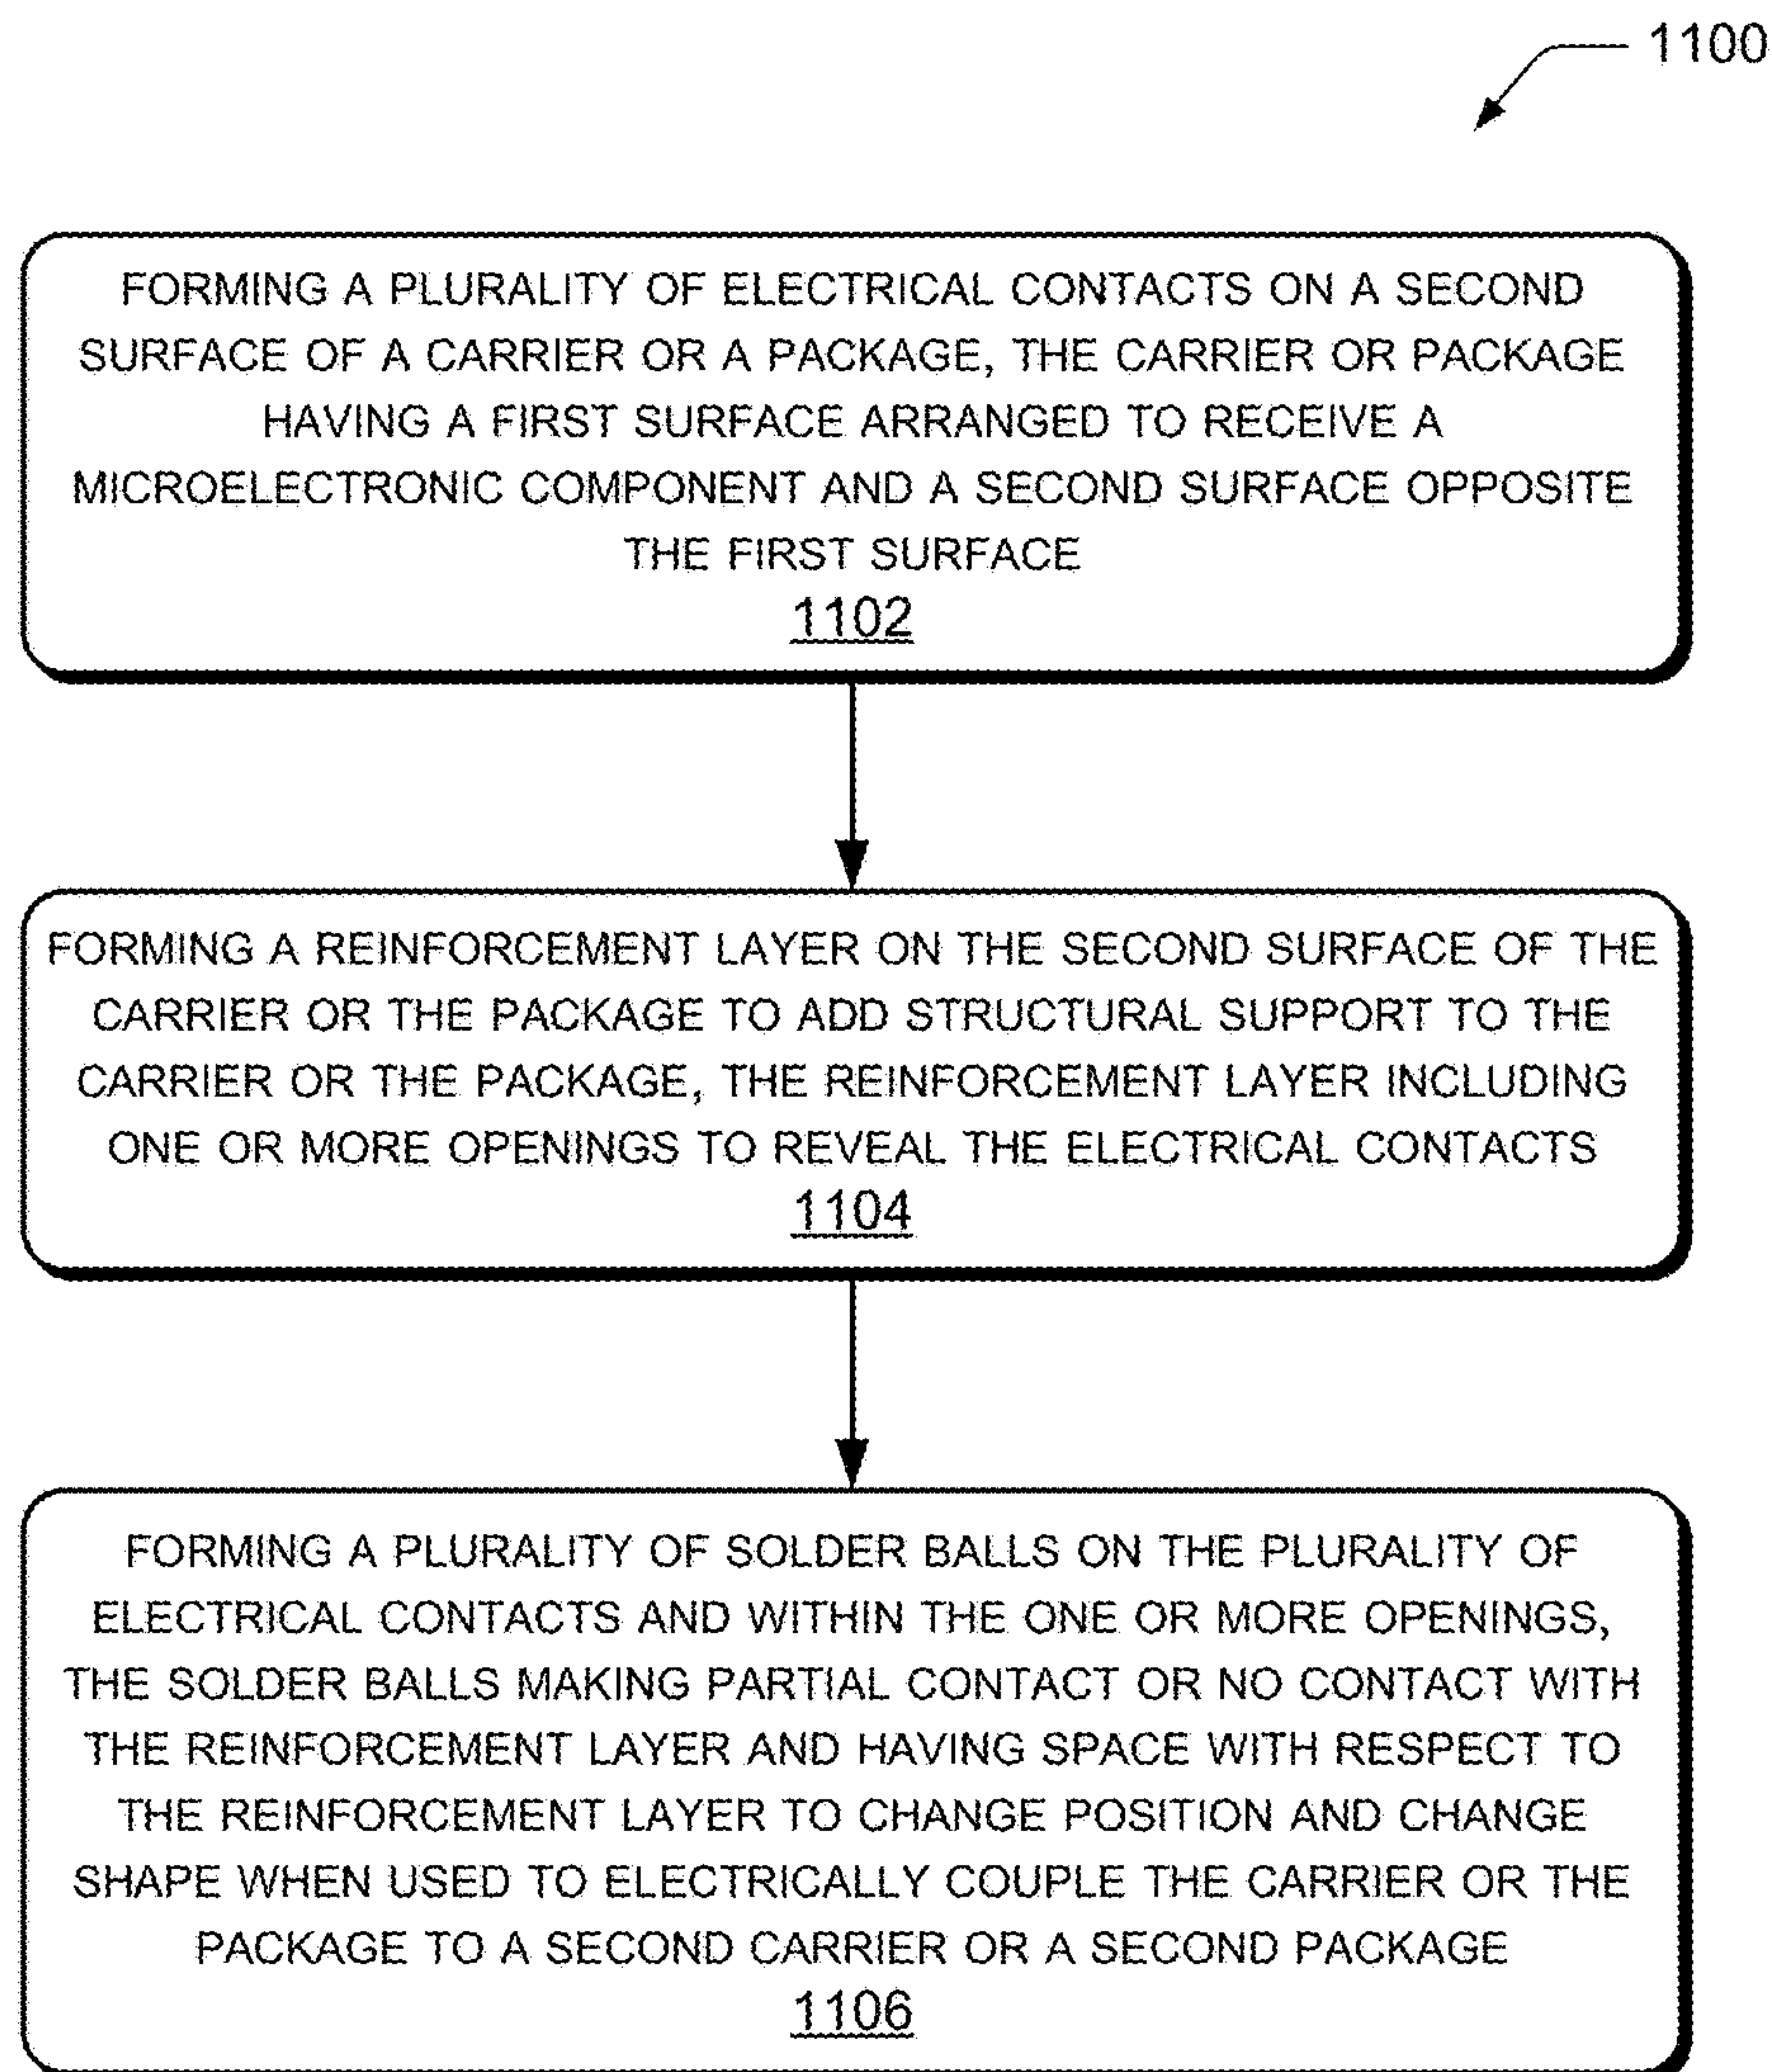 1100
FORMING A PLURALITY OF ELECTRICAL CONTACTS ON A SECOND
SURFACE OF A CARRIER OR A PACKAGE, THE CARRIER OR PACKAGE
HAVING A FIRST SURFACE ARRANGED TO RECEIVE A
MICROELECTRONIC COMPONENT AND A SECOND SURFACE OPPOSITE
THE FIRST SURFACE
1102
FORMING A REINFORCEMENT LAYER ON THE SECOND SURFACE OF THE
CARRIER OR THE PACKAGE TO ADD STRUCTURAL SUPPORT TO THE
CARRIER OR THE PACKAGE, THE REINFORCEMENT LAYER INCLUDING
ONE OR MORE OPENINGS TO REVEAL THE ELECTRICAL CONTACTS
1104
FORMING A PLURALITY OF SOLDER BALLS ON THE PLURALITY OF
ELECTRICAL CONTACTS AND WITHIN THE ONE OR MORE OPENINGS,
THE SOLDER BALLS MAKING PARTIAL CONTACT OR NO CONTACT WITH
THE REINFORCEMENT LAYER AND HAVING SPACE WITH RESPECT TO
THE REINFORCEMENT LAYER TO CHANGE POSITION AND CHANGE
SHAPE WHEN USED TO ELECTRICALLY COUPLE THE CARRIER OR THE
PACKAGE TO A SECOND CARRIER OR A SECOND PACKAGE
1106